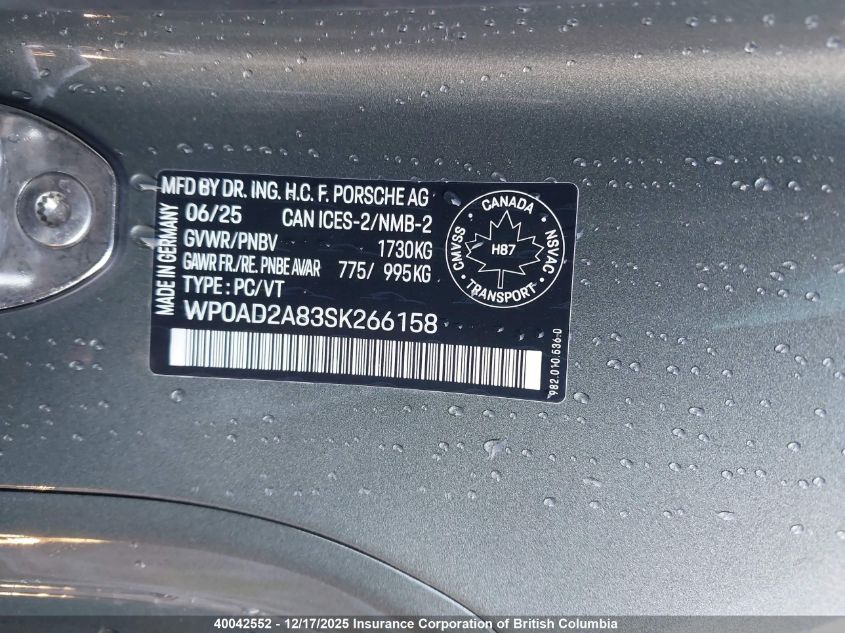 MFD BY DR. ING. H.C. F. PORSCHE AG
06/25 CAN ICES-2/NMB-2
GVWR/PNBV 1730KG
GAWR FR./RE. PNBE AV/AR 775/ 995KG
TYPE : PC/VT
WP0AD2A83SK266158
MADE IN GERMANY
CANADA
CMVSS
NSVAC
H87
TRANSPORT
982.010.636.D
40042552 - 12/17/2025 Insurance Corporation of British Columbia